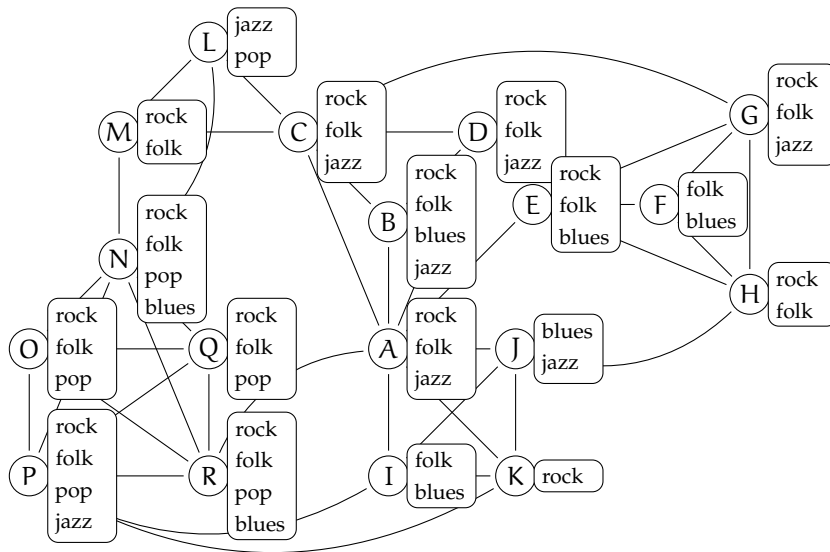 L
jazz
pop
M
rock
folk
C
rock
folk
jazz
D
rock
folk
jazz
G
rock
folk
jazz
B
rock
folk
blues
jazz
E
rock
folk
blues
F
folk
blues
N
rock
folk
pop
blues
H
rock
folk
O
rock
folk
pop
Q
rock
folk
pop
A
rock
folk
jazz
J
blues
jazz
P
rock
folk
pop
jazz
R
rock
folk
pop
blues
I
folk
blues
K
rock